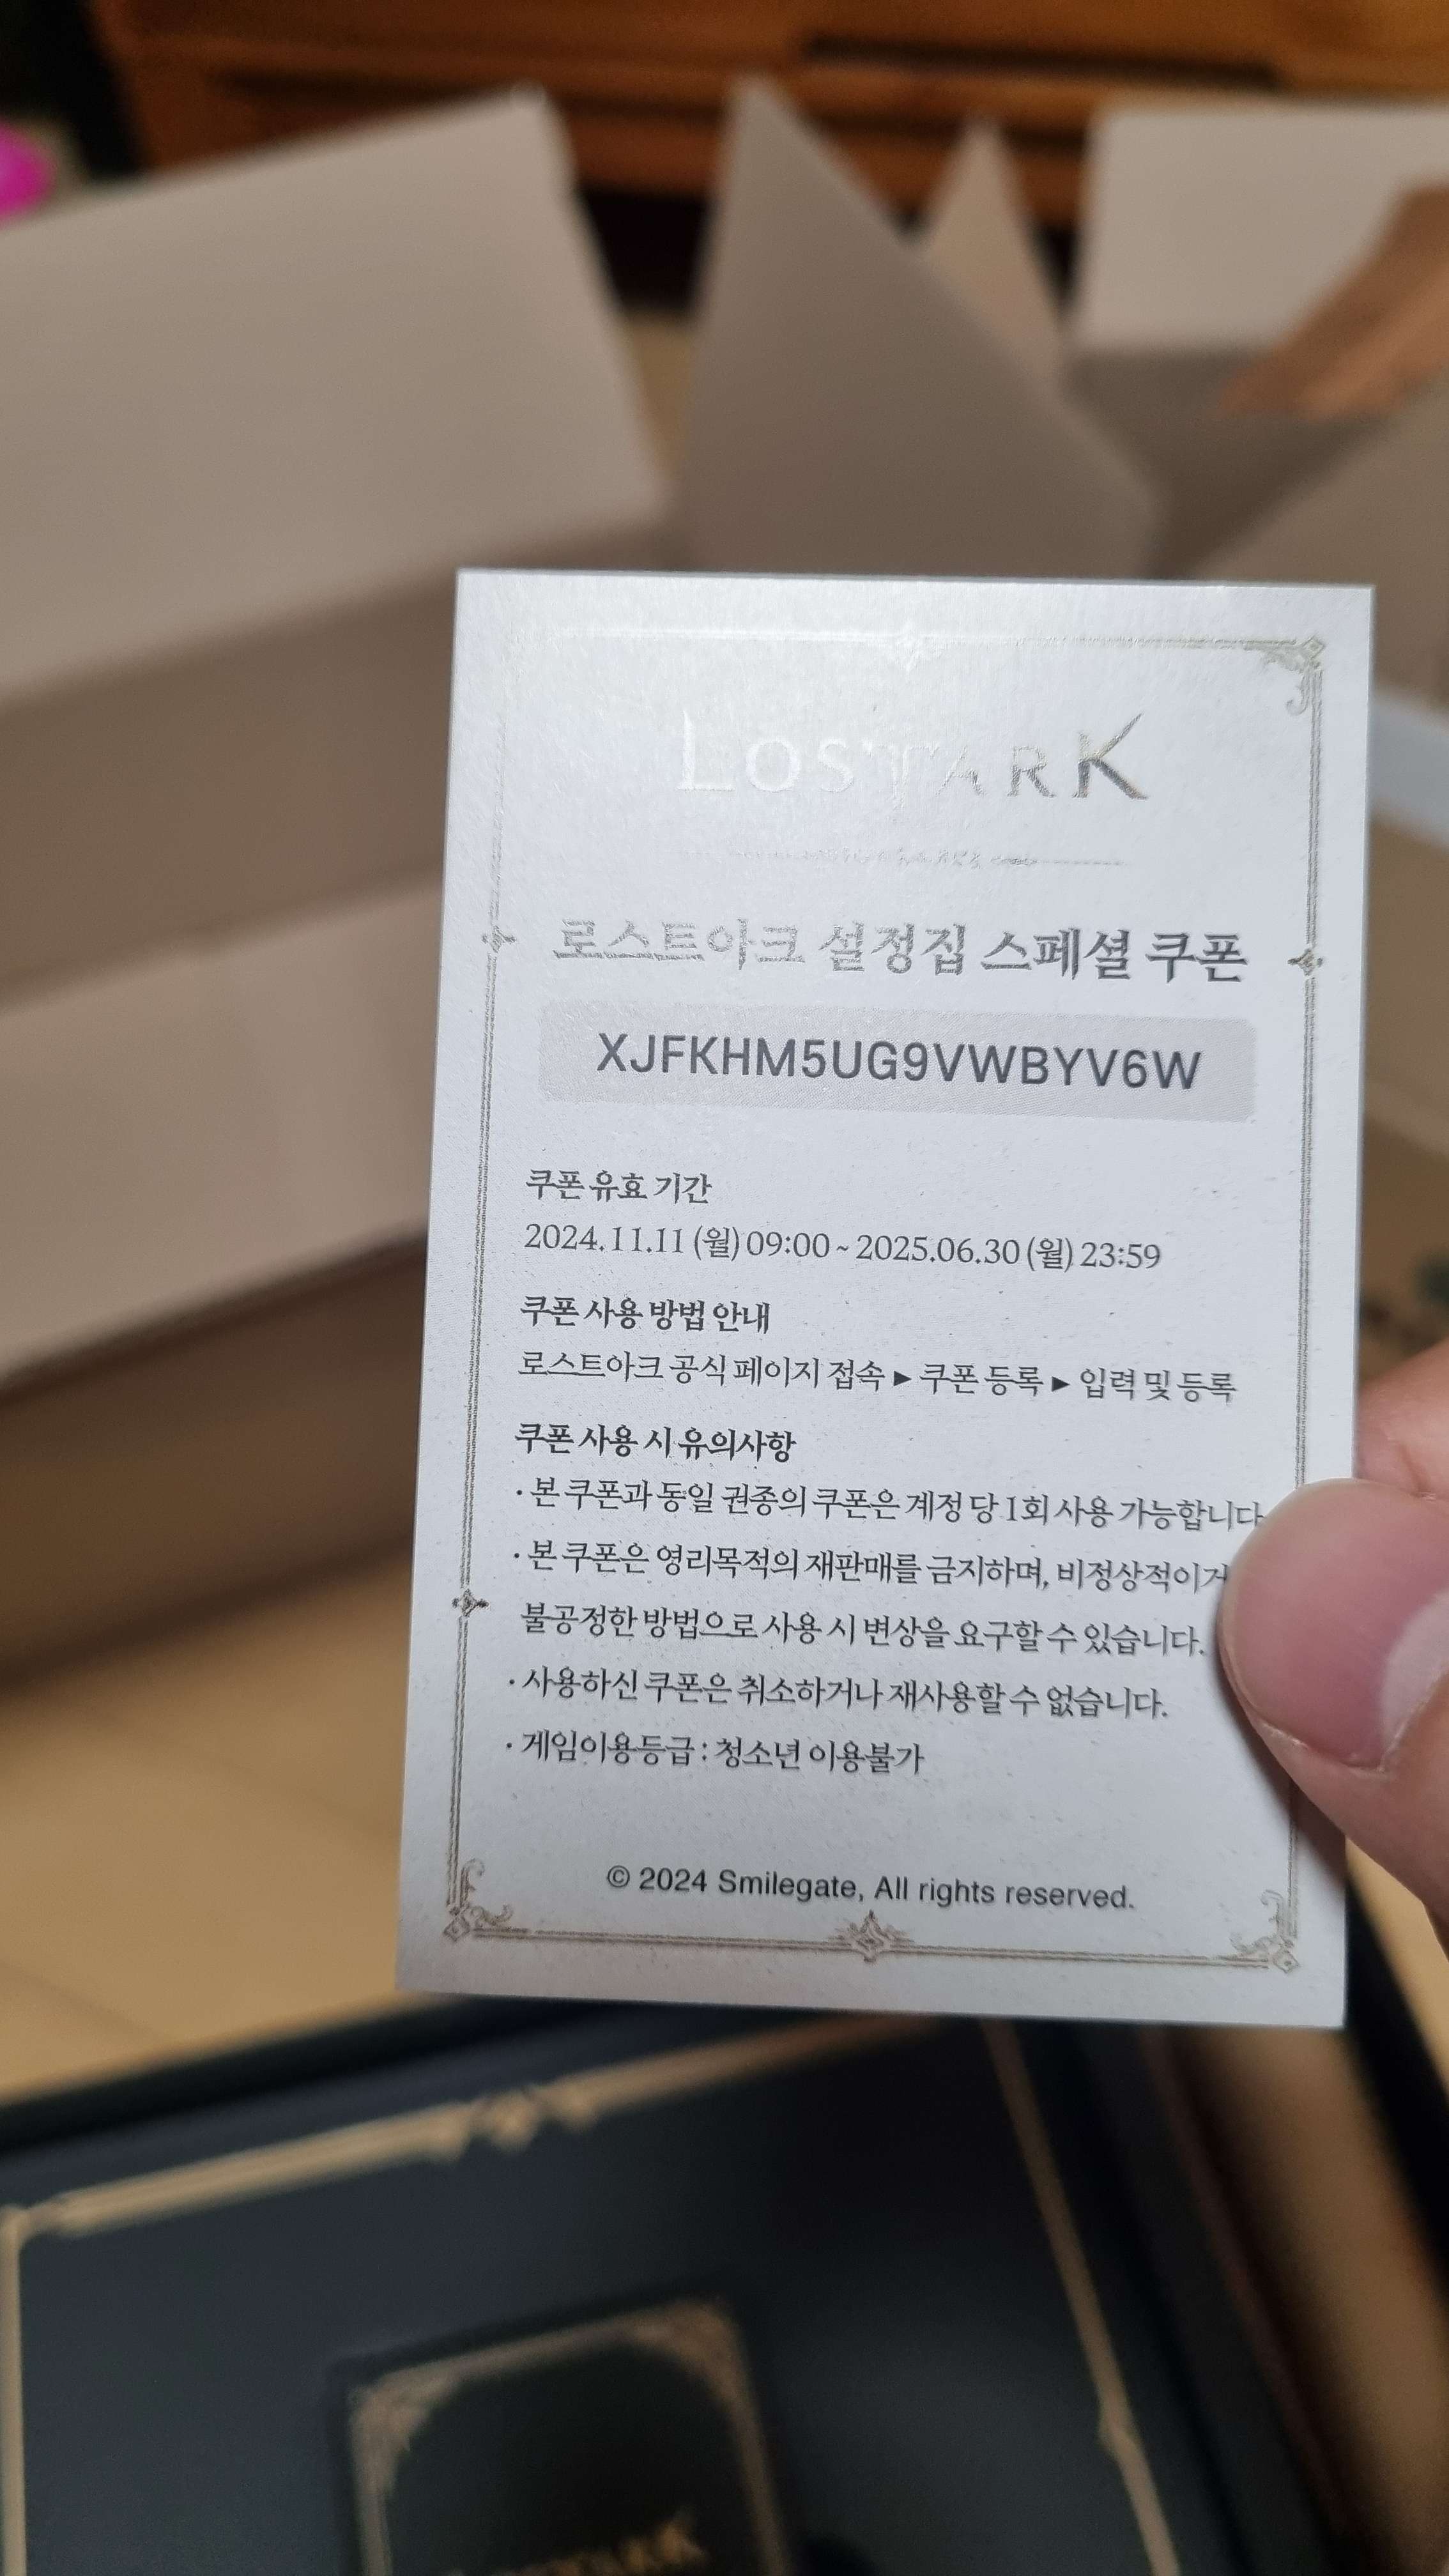 LOSTARK
로스트아크 설정집 스페셜 쿠폰
XJFKHM5UG9VWBYV6W
쿠폰 유효 기간
2024.11.11 (월) 09:00 ~ 2025.06.30 (월) 23:59
쿠폰 사용 방법 안내
로스트아크 공식 페이지 접속 ▶ 쿠폰 등록 ▶ 입력 및 등록
쿠폰 사용 시 유의사항
· 본 쿠폰과 동일 권종의 쿠폰은 계정 당 1회 사용 가능합니다
· 본 쿠폰은 영리목적의 재판매를 금지하며,
불공정한 방법으로 사용 시 변상을 요구할 수 있습니다.
· 사용하신 쿠폰은 취소하거나 재사용할 수 없습니다.
· 게임이용등급 : 청소년 이용불가
© 2024 Smilegate, All rights reserved.